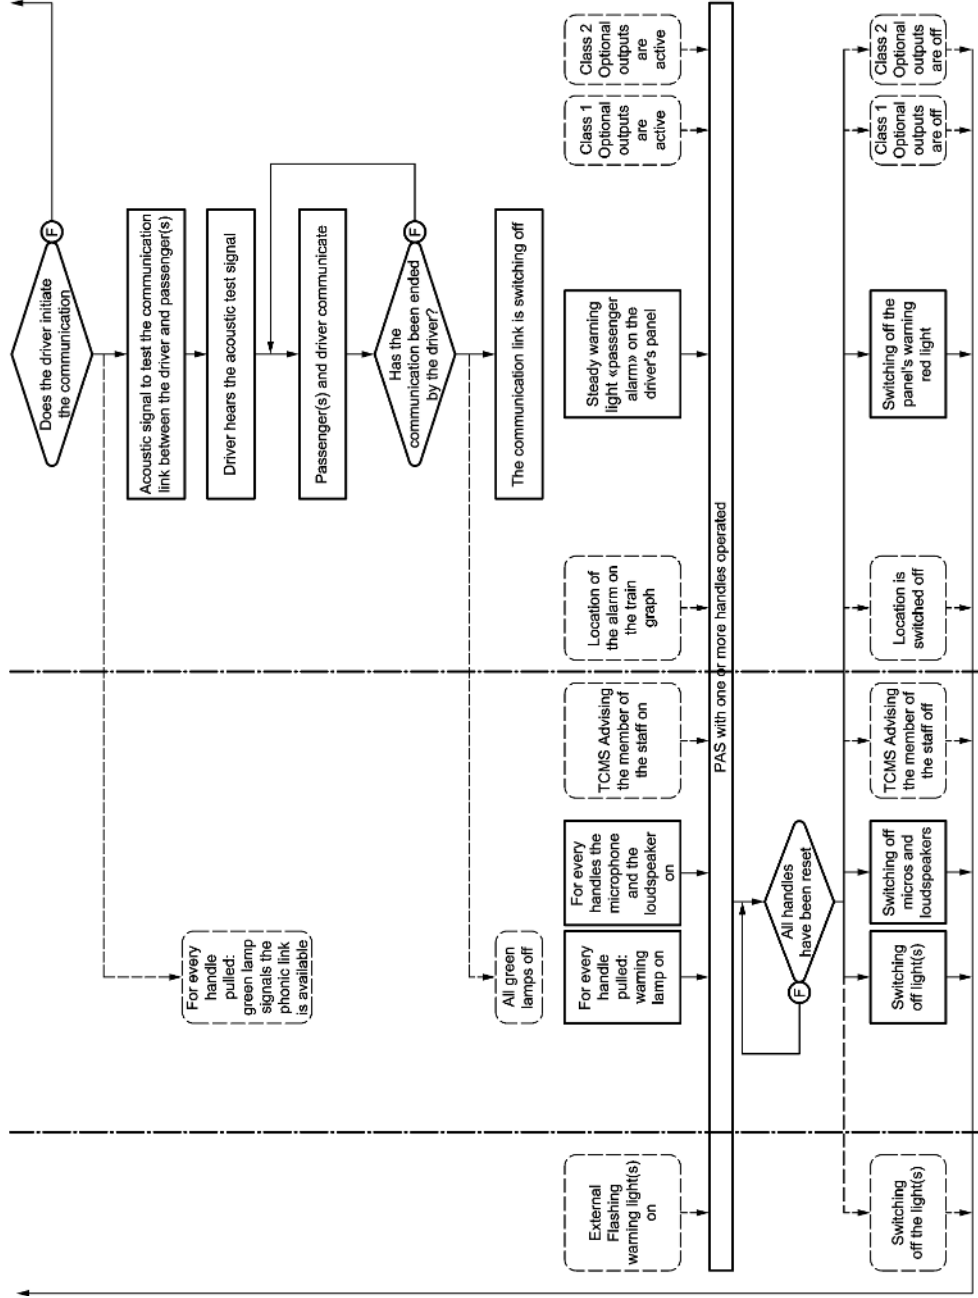 Does the driver initiate
the communication
F
Acoustic signal to test the communication
link between the driver and passenger(s)
Driver hears the acoustic test signal
Passenger(s) and driver communicate
Has the
communication been ended
by the driver?
F
The communication link is switching off
For every
handle
pulled:
green lamp
signals the
phonic link
is available
All green
lamps off
External
Flashing
warning light(s)
on
For every
handle
pulled:
warning
lamp on
For every
handles the
microphone
and the
loudspeaker
on
TCMS Advising
the member of
the staff on
Location of
the alarm on
the train
graph
Steady warning
light «passenger
alarm» on the
driver's panel
Class 1
Optional
outputs
are
active
Class 2
Optional
outputs
are
active
PAS with one or more handles operated
All handles
have been reset
F
Switching
off the light(s)
Switching
off light(s)
Switching off
micros and
loudspeakers
TCMS Advising
the member of
the staff off
Location is
switched off
Switching off the
panel's warning
red light
Class 1
Optional
outputs
are off
Class 2
Optional
outputs
are off